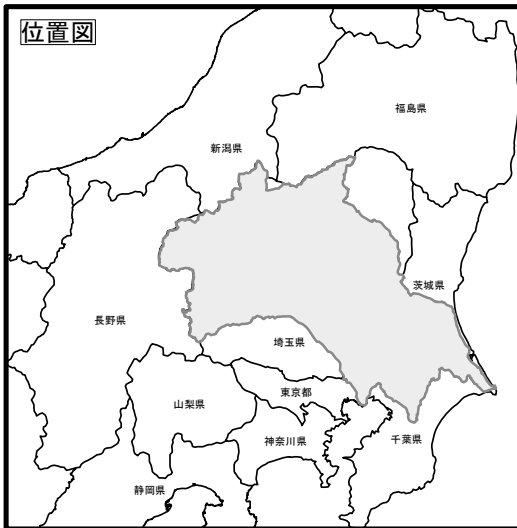 位置図
福島県
新潟県
茨城県
長野県
埼玉県
東京都
山梨県
神奈川県
千葉県
静岡県